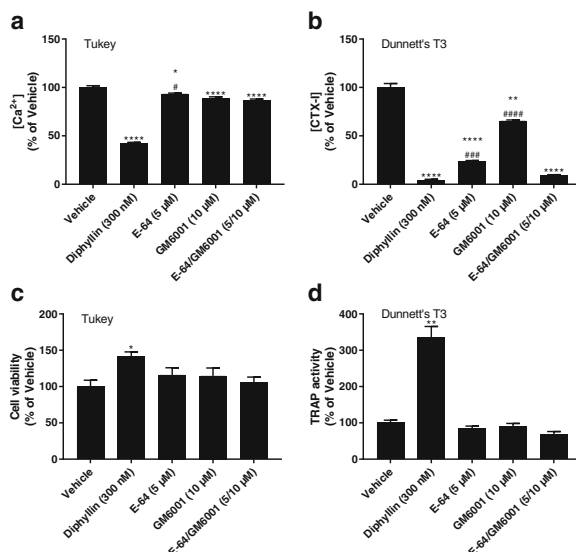 a
Tukey
[Ca²⁺]
(% of Vehicle)
150
100
50
0
*
#
****
****
****
Vehicle
Diphyllin (300 nM)
E-64 (5 µM)
GM6001 (10 µM)
E-64/GM6001 (5/10 µM)
b
Dunnett's T3
[CTX-I]
(% of Vehicle)
150
100
50
0
****
****
###
**
####
****
Vehicle
Diphyllin (300 nM)
E-64 (5 µM)
GM6001 (10 µM)
E-64/GM6001 (5/10 µM)
c
Tukey
Cell viability
(% of Vehicle)
200
150
100
50
0
*
Vehicle
Diphyllin (300 nM)
E-64 (5 µM)
GM6001 (10 µM)
E-64/GM6001 (5/10 µM)
d
Dunnett's T3
TRAP activity
(% of Vehicle)
400
300
200
100
0
**
Vehicle
Diphyllin (300 nM)
E-64 (5 µM)
GM6001 (10 µM)
E-64/GM6001 (5/10 µM)